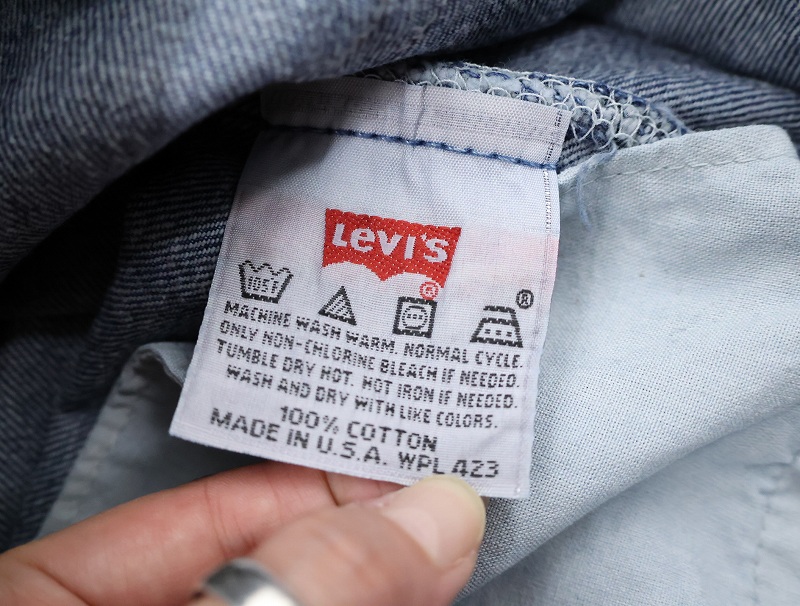 LEVI'S
®
105F
®
MACHINE WASH WARM. NORMAL CYCLE.
ONLY NON-CHLORINE BLEACH IF NEEDED.
TUMBLE DRY HOT. HOT IRON IF NEEDED.
WASH AND DRY WITH LIKE COLORS.
100% COTTON
MADE IN U.S.A. WPL 423